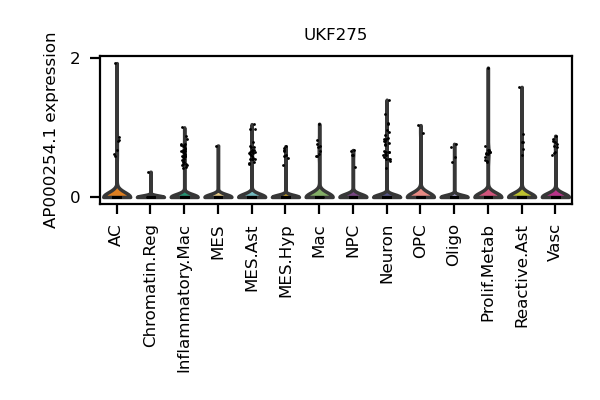 UKF275
AP000254.1 expression
2
0
AC
Chromatin.Reg
Inflammatory.Mac
MES
MES.Ast
MES.Hyp
Mac
NPC
Neuron
OPC
Oligo
Prolif.Metab
Reactive.Ast
Vasc